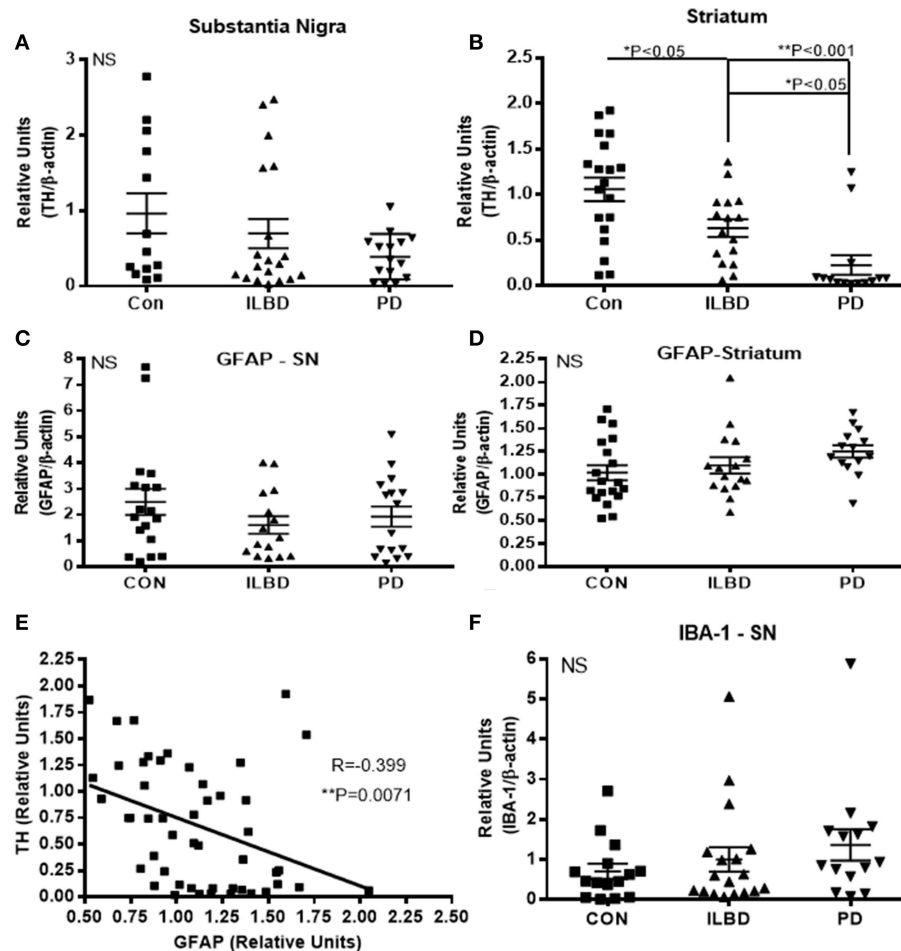 A
Substantia Nigra
NS
Relative Units
(TH/β-actin)
3
2
1
0
Con
ILBD
PD
B
Striatum
*P<0.05
**P<0.001
*P<0.05
Relative Units
(TH/β-actin)
2.5
2.0
1.5
1.0
0.5
0.0
Con
ILBD
PD
C
GFAP - SN
NS
Relative Units
(GFAP/β-actin)
8
7
6
5
4
3
2
1
0
CON
ILBD
PD
D
GFAP-Striatum
NS
Relative Units
(GFAP/β-actin)
2.25
2.00
1.75
1.50
1.25
1.00
0.75
0.50
0.25
0.00
CON
ILBD
PD
E
TH (Relative Units)
2.25
2.00
1.75
1.50
1.25
1.00
0.75
0.50
0.25
0.00
R=-0.399
**P=0.0071
0.50
0.75
1.00
1.25
1.50
1.75
2.00
2.25
2.50
GFAP (Relative Units)
F
IBA-1 - SN
NS
Relative Units
(IBA-1/β-actin)
6
5
4
3
2
1
0
CON
ILBD
PD